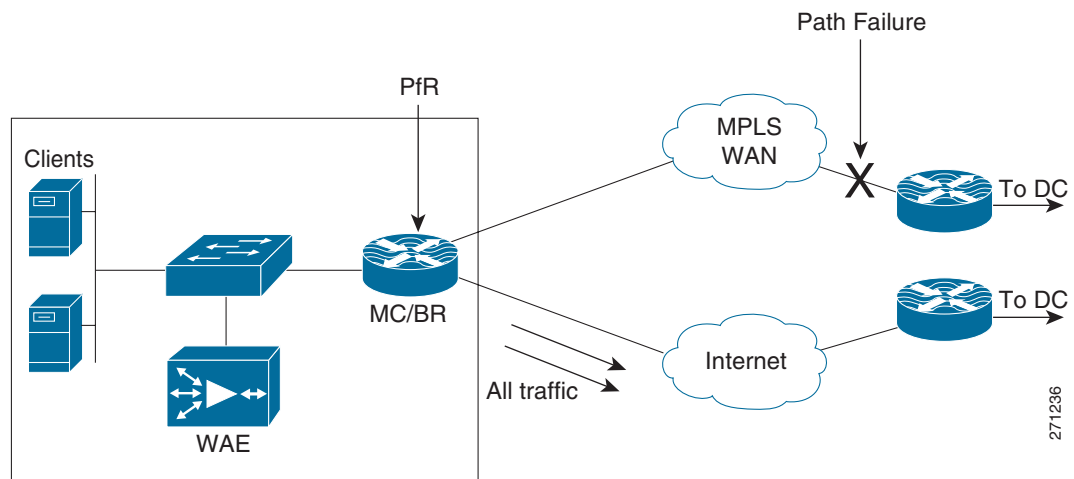 Path Failure
PfR
MPLS
WAN
Clients
X
To DC
To DC
MC/BR
Internet
All traffic
WAE
271236